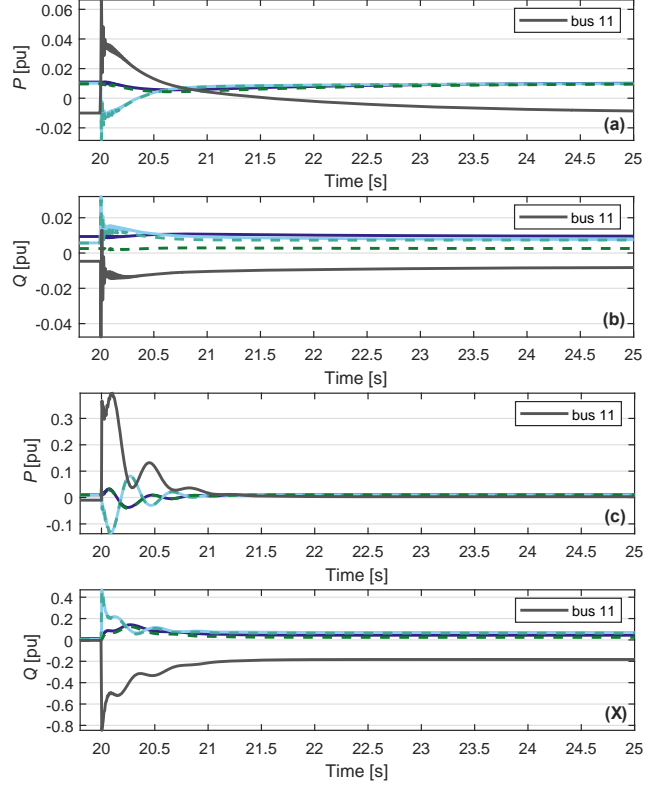 0.06
0.04
0.02
0
-0.02
P [pu]
bus 11
(a)
20 20.5 21 21.5 22 22.5 23 23.5 24 24.5 25
Time [s]
0.02
0
-0.02
-0.04
Q [pu]
bus 11
(b)
20 20.5 21 21.5 22 22.5 23 23.5 24 24.5 25
Time [s]
0.3
0.2
0.1
0
-0.1
P [pu]
bus 11
(c)
20 20.5 21 21.5 22 22.5 23 23.5 24 24.5 25
Time [s]
0.4
0.2
0
-0.2
-0.4
-0.6
-0.8
Q [pu]
bus 11
(X)
20 20.5 21 21.5 22 22.5 23 23.5 24 24.5 25
Time [s]